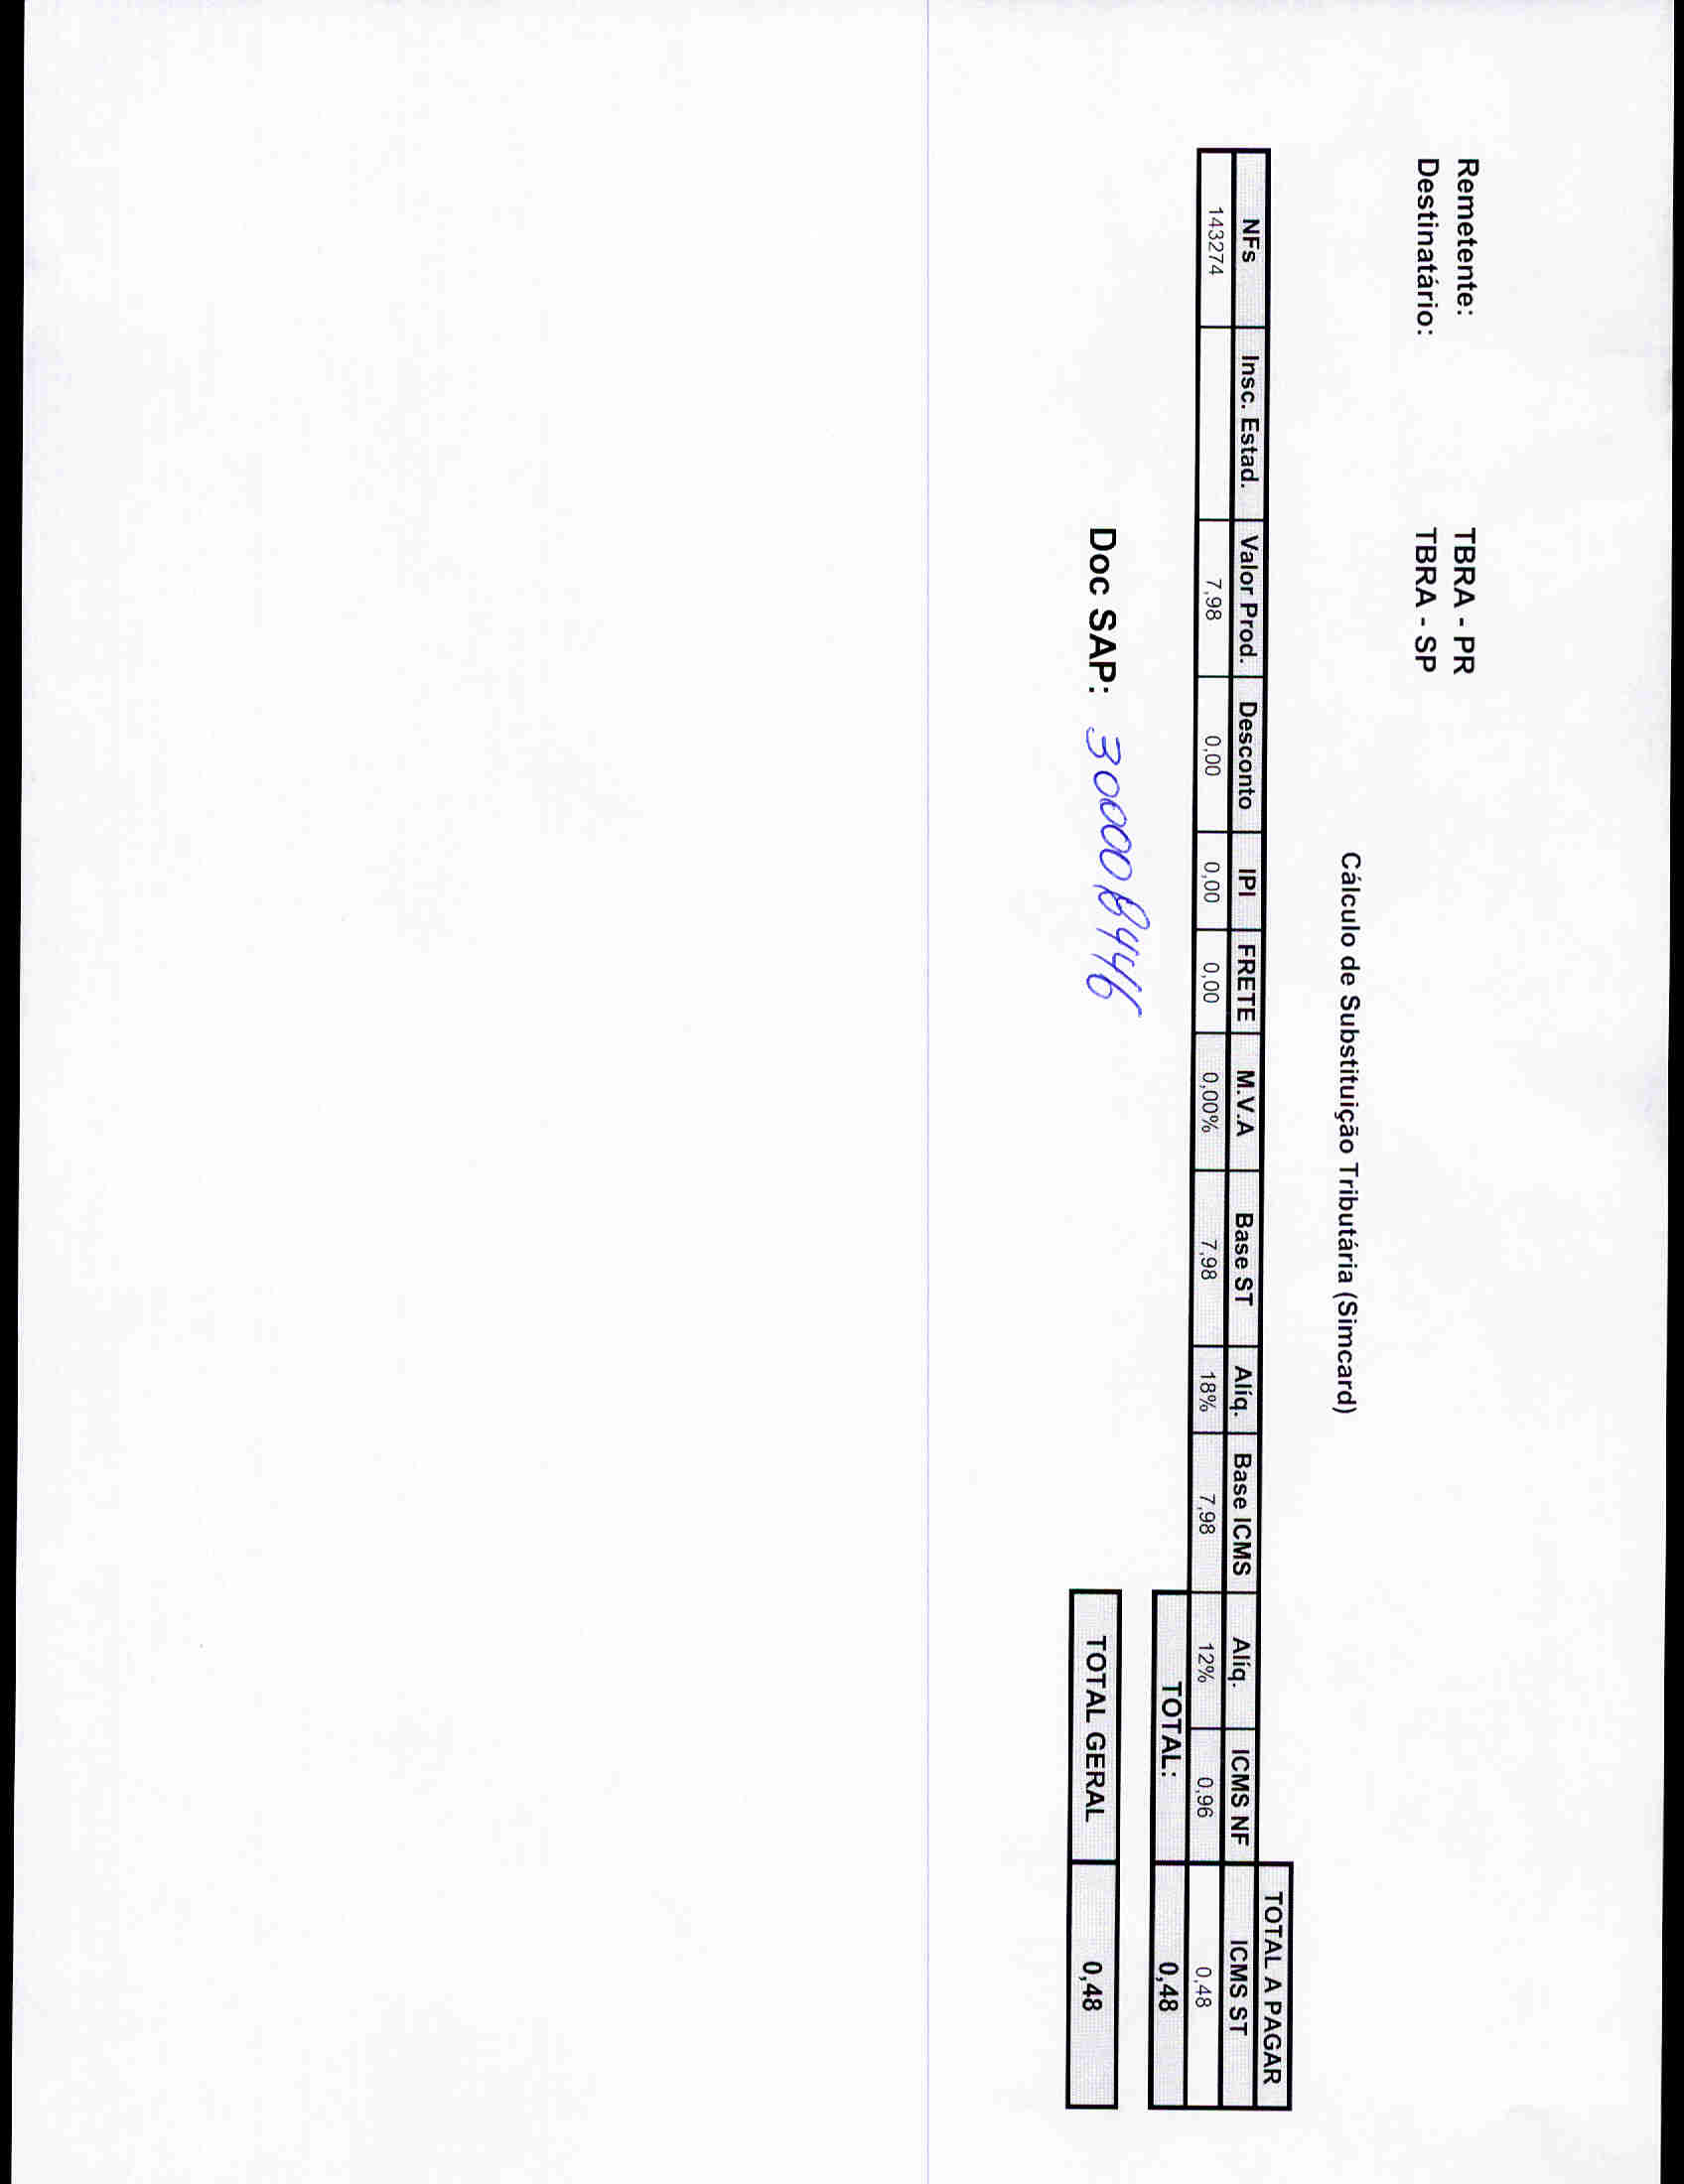 Remetente: TBRA - PR
Destinatário: TBRA - SP
Cálculo de Substituição Tributária (Simcard)
TOTAL A PAGAR
NFs Insc. Estad. Valor Prod. Desconto IPI FRETE M.V.A Base ST Alíq. Base ICMS Alíq. ICMS NF ICMS ST
143274 7,98 0,00 0,00 0,00 0,00% 7,98 18% 7,98 12% 0,96 0,48
TOTAL: 0,48
Doc SAP:
TOTAL GERAL 0,48